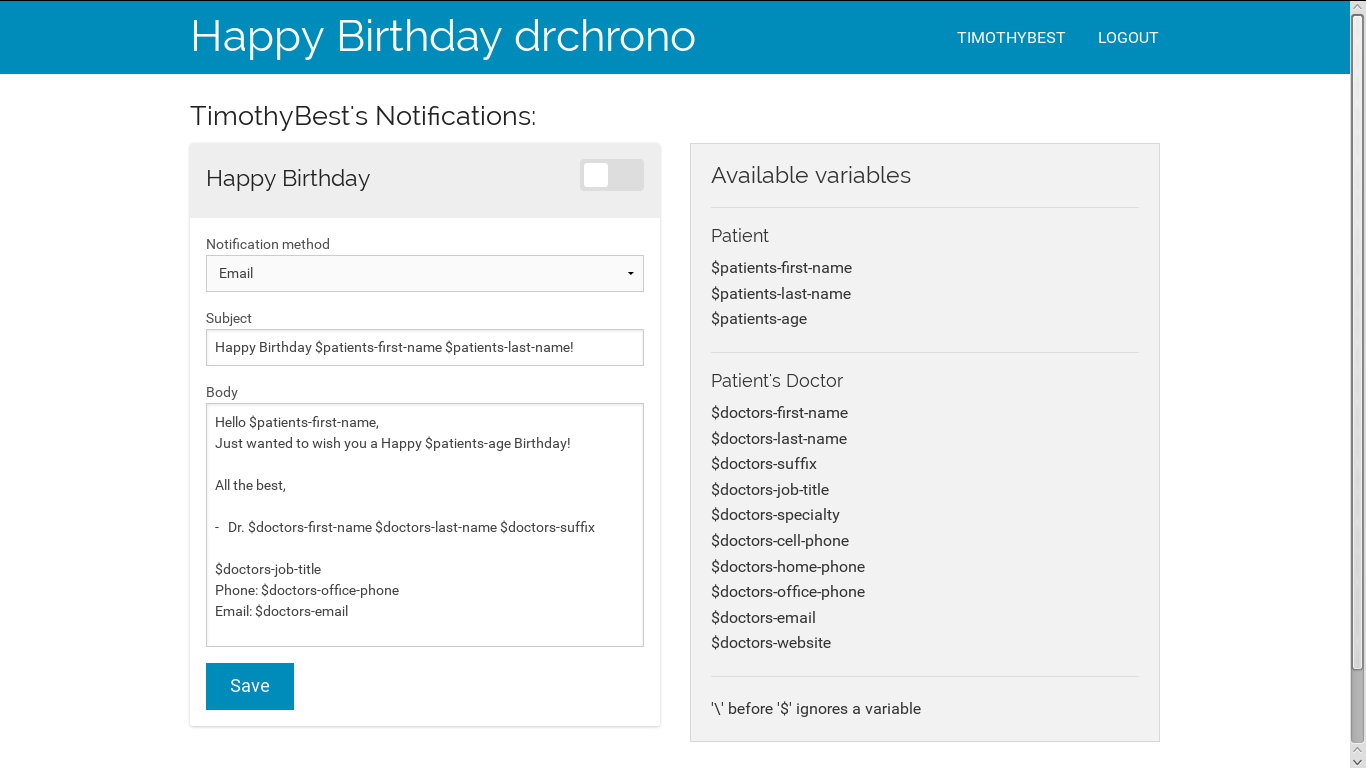 Happy Birthday drchrono
TIMOTHYBEST
LOGOUT
TimothyBest's Notifications:
Happy Birthday
Notification method
Email
Subject
Happy Birthday $patients-first-name $patients-last-name!
Body
Hello $patients-first-name,
Just wanted to wish you a Happy $patients-age Birthday!
All the best,
- Dr. $doctors-first-name $doctors-last-name $doctors-suffix
$doctors-job-title
Phone: $doctors-office-phone
Email: $doctors-email
Save
Available variables
Patient
$patients-first-name
$patients-last-name
$patients-age
Patient's Doctor
$doctors-first-name
$doctors-last-name
$doctors-suffix
$doctors-job-title
$doctors-specialty
$doctors-cell-phone
$doctors-home-phone
$doctors-office-phone
$doctors-email
$doctors-website
'\' before '$' ignores a variable